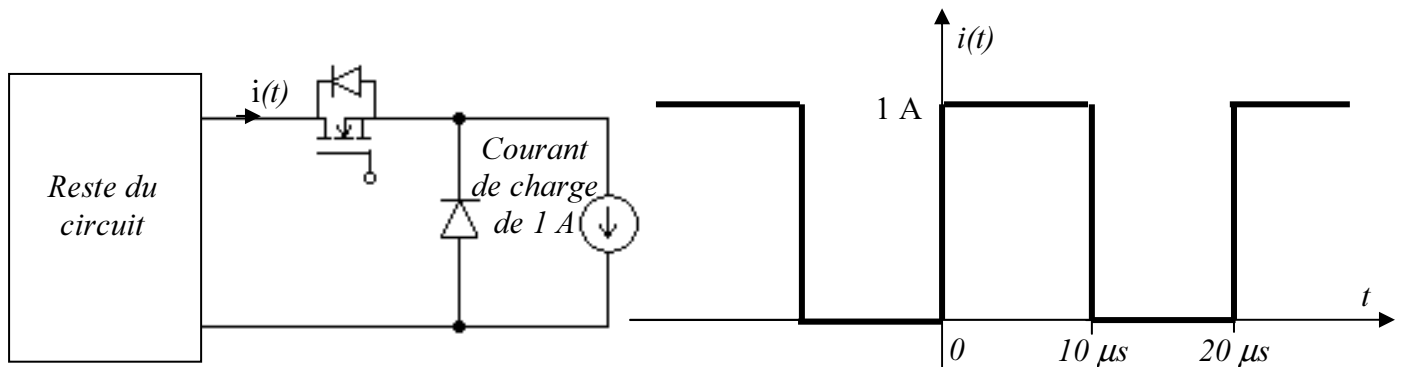 Reste du
circuit
i(t)
Courant
de charge
de 1 A
i(t)
1 A
t
0
10 µs
20 µs